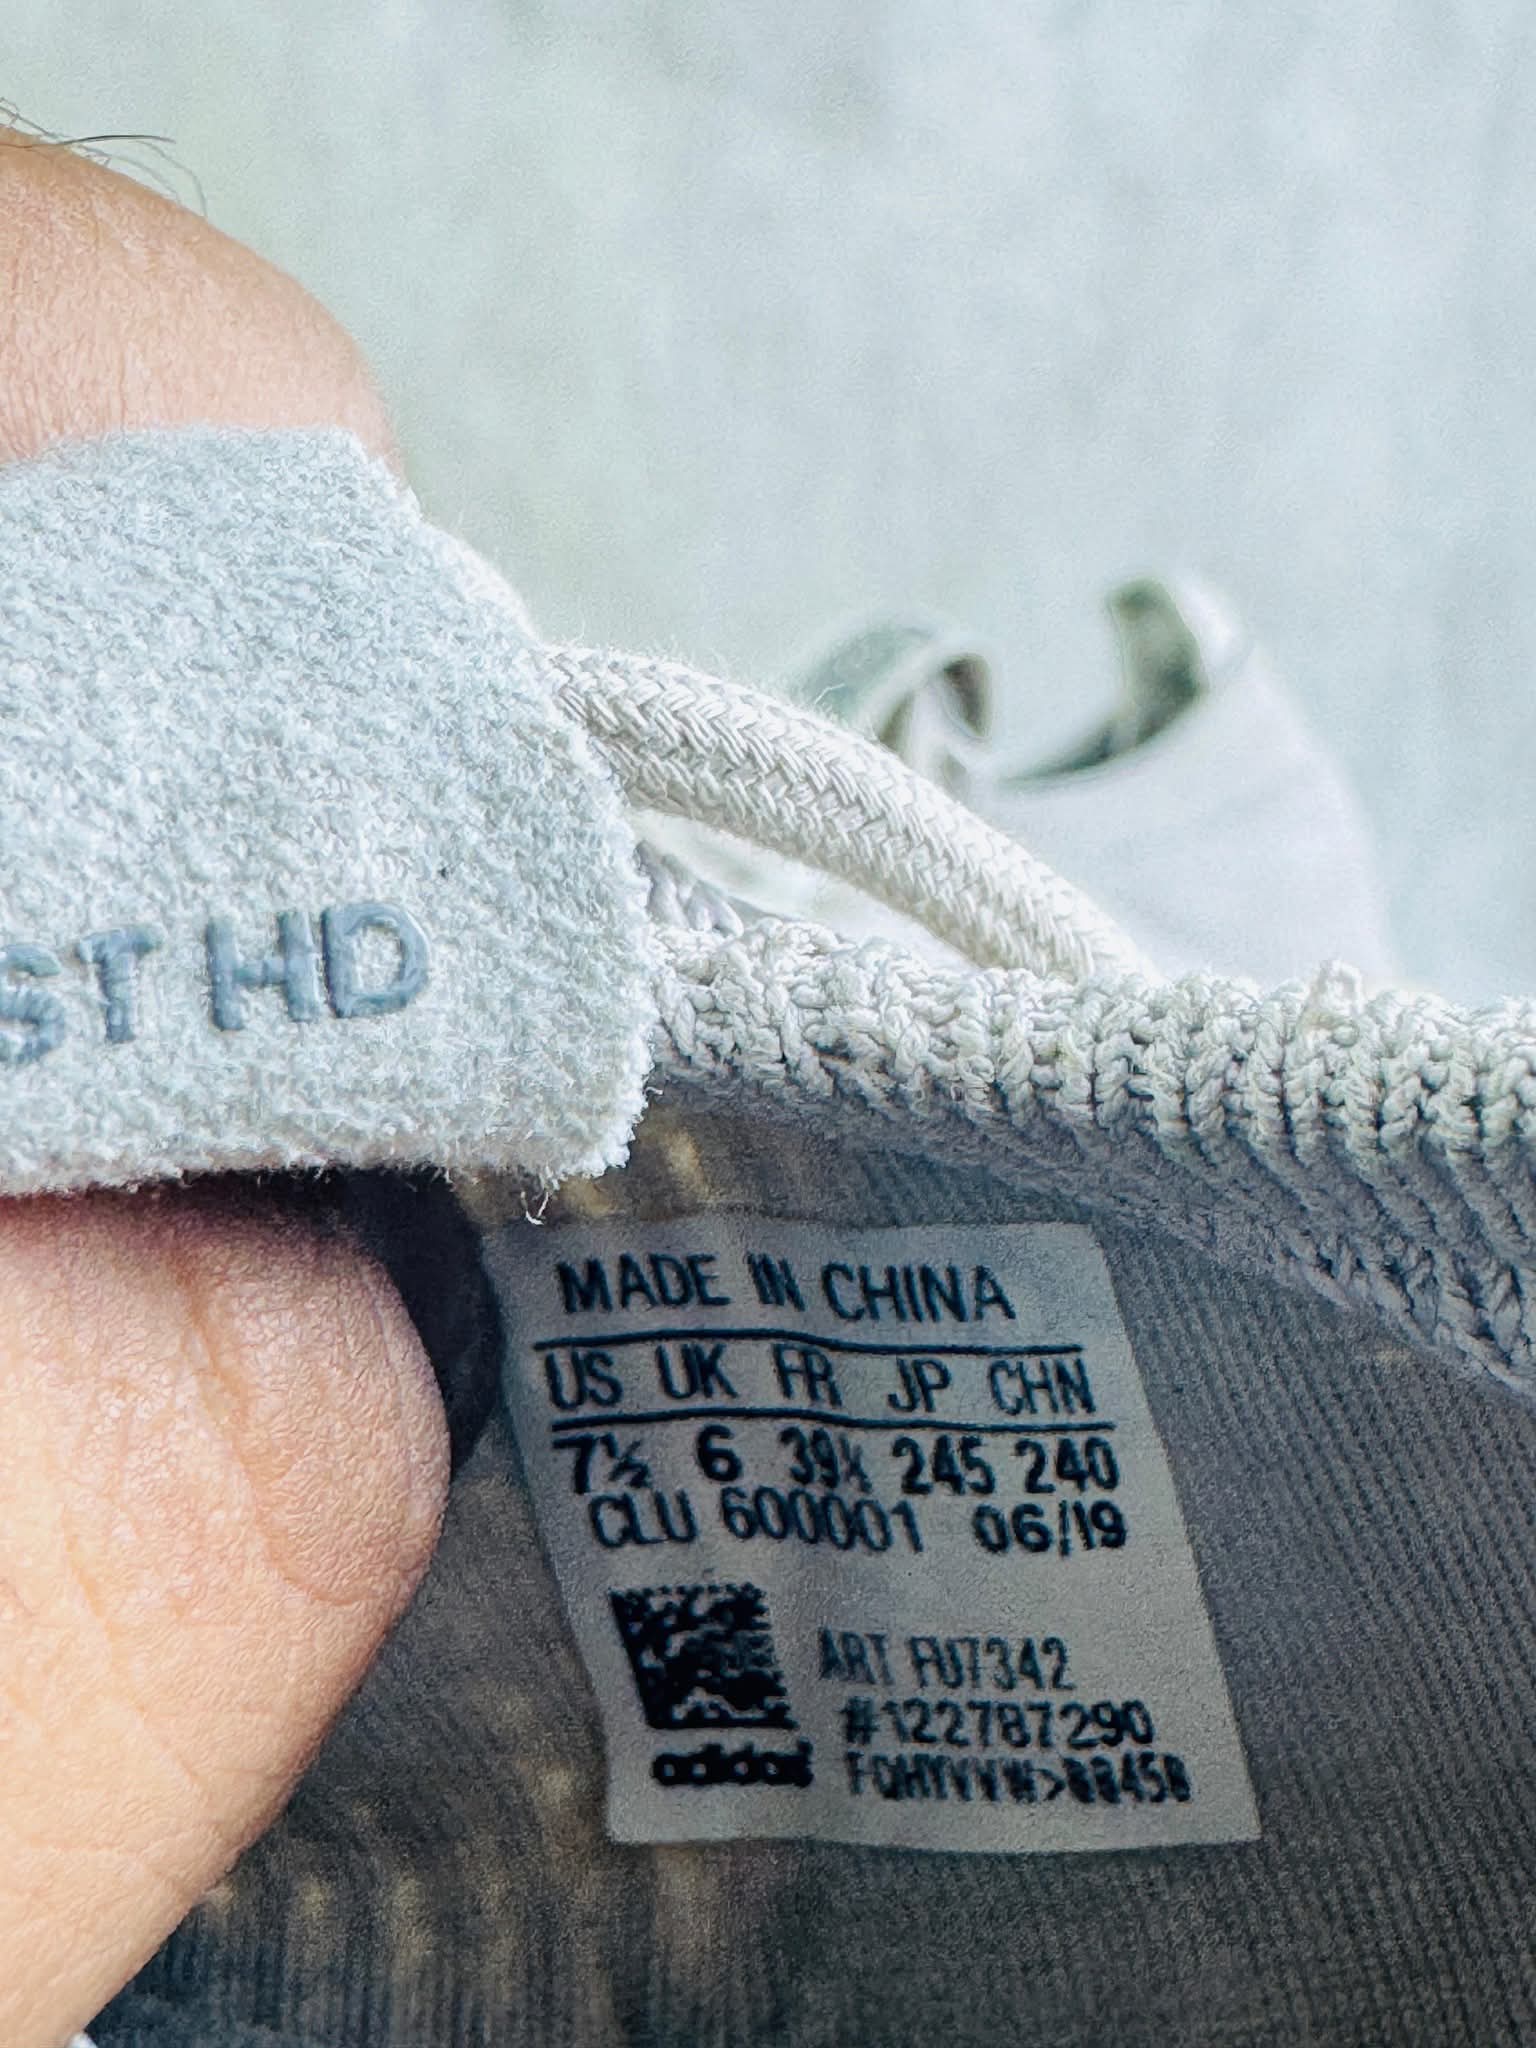 ST HD
MADE IN CHINA
US UK FR JP CHN
7½ 6 39⅓ 245 240
CLU 600001 06/19
ART FU7342
#122787290
adidas